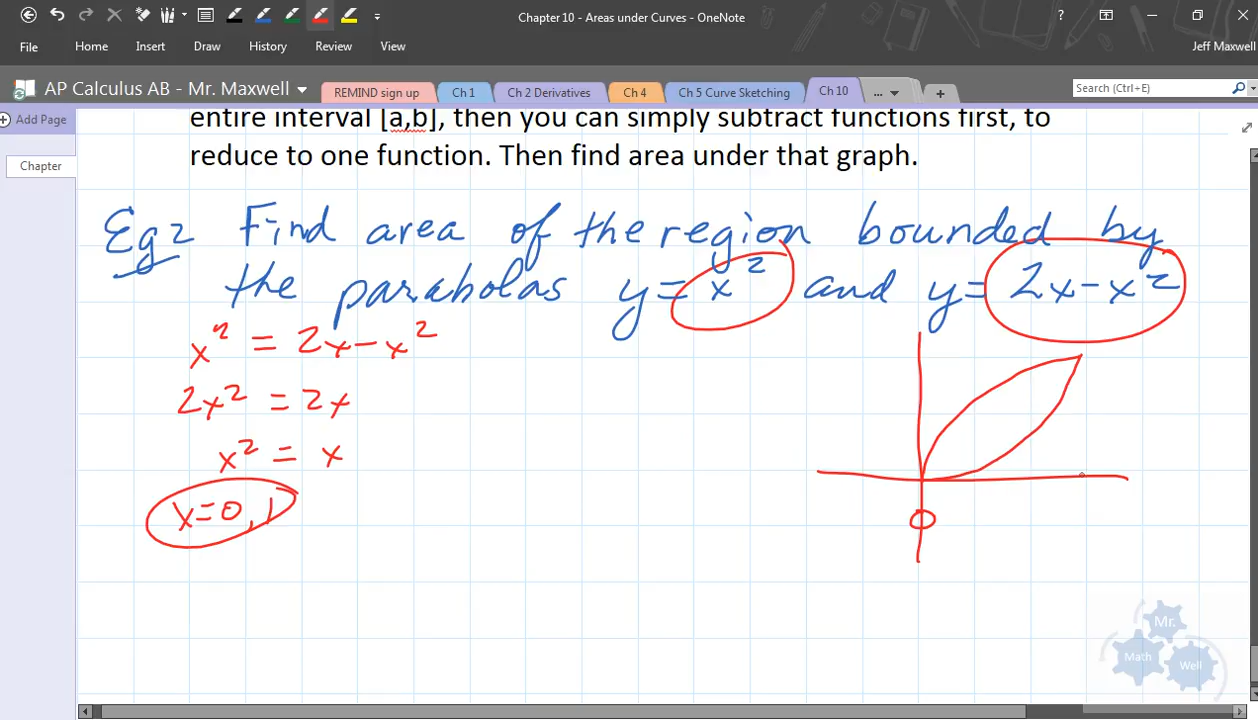 Chapter 10 - Areas under Curves - OneNote
?
File Home Insert Draw History Review View
Jeff Maxwell
AP Calculus AB - Mr. Maxwell
REMIND sign up
Ch 1
Ch 2 Derivatives
Ch 4
Ch 5 Curve Sketching
Ch 10
...
Search (Ctrl+E)
Add Page
Chapter
entire interval [a,b], then you can simply subtract functions first, to
reduce to one function. Then find area under that graph.
Eg2 Find area of the region bounded by
the parabolas y = x² and y = 2x-x²
x² = 2x-x²
2x² = 2x
x² = x
x=0, 1
0
Mr.
Math
Well